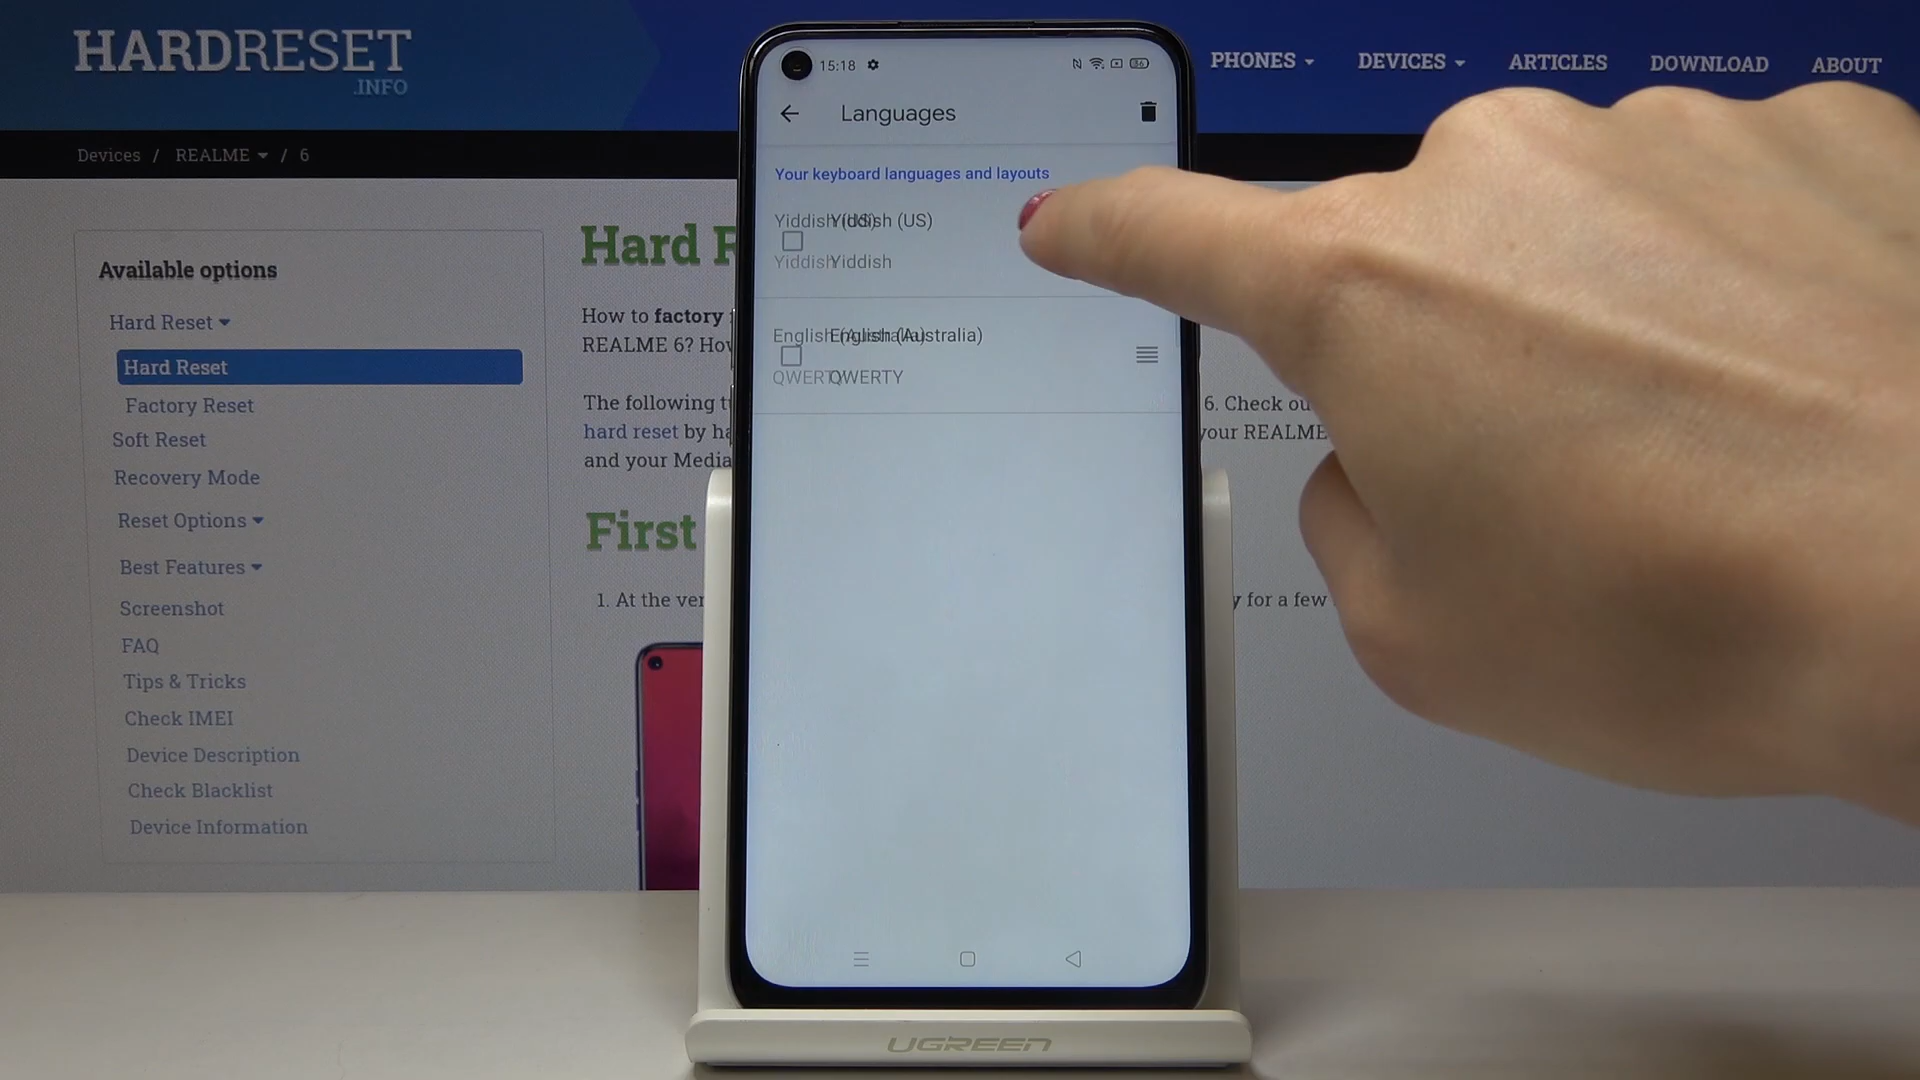 HARDRESET
.INFO
PHONES
DEVICES
ARTICLES
DOWNLOAD
ABOUT
Devices / REALME / 6
Available options
Hard Reset
Hard Reset
Factory Reset
Soft Reset
Recovery Mode
Reset Options
Best Features
Screenshot
FAQ
Tips & Tricks
Check IMEI
Device Description
Check Blacklist
Device Information
Hard R
How to factory
REALME 6? How
The following
hard reset by ha
and your Media
6. Check ou
your REALME
First
1. At the ver
for a few
15:18
86
Languages
Your keyboard languages and layouts
Yiddish (US)
Yiddish
English (Australia)
QWERTY
UGREEN